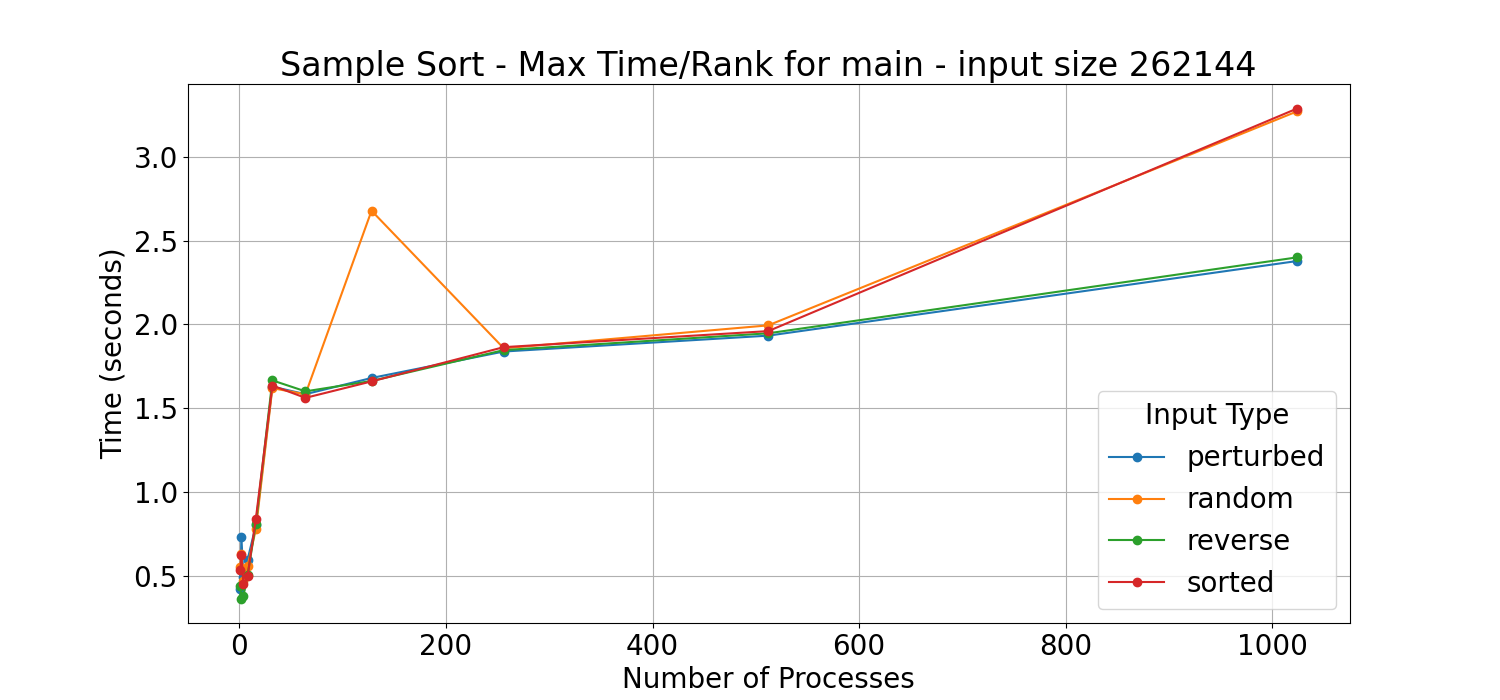 Sample Sort - Max Time/Rank for main - input size 262144
Time (seconds)
3.0
2.5
2.0
1.5
1.0
0.5
Input Type
perturbed
random
reverse
sorted
0 200 400 600 800 1000
Number of Processes